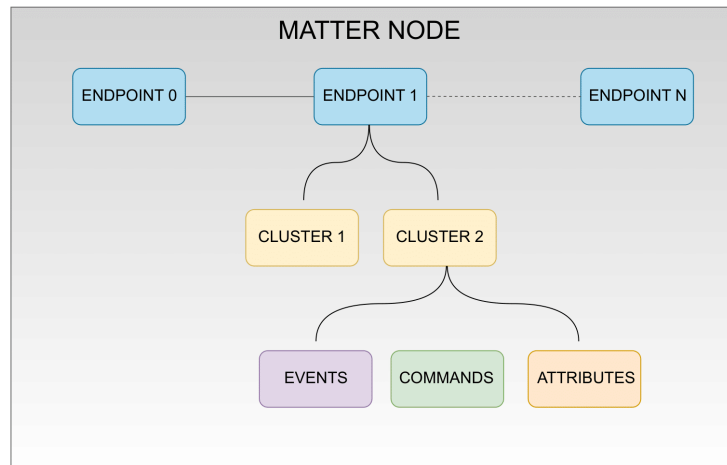 MATTER NODE
ENDPOINT 0
ENDPOINT 1
ENDPOINT N
CLUSTER 1
CLUSTER 2
EVENTS
COMMANDS
ATTRIBUTES